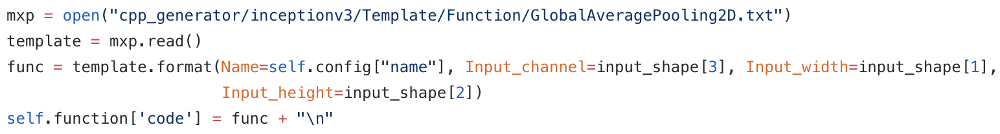 mxp = open("cpp_generator/inceptionv3/Template/Function/GlobalAveragePooling2D.txt")
template = mxp.read()
func = template.format(Name=self.config["name"], Input_channel=input_shape[3], Input_width=input_shape[1],
                       Input_height=input_shape[2])
self.function['code'] = func + "\n"